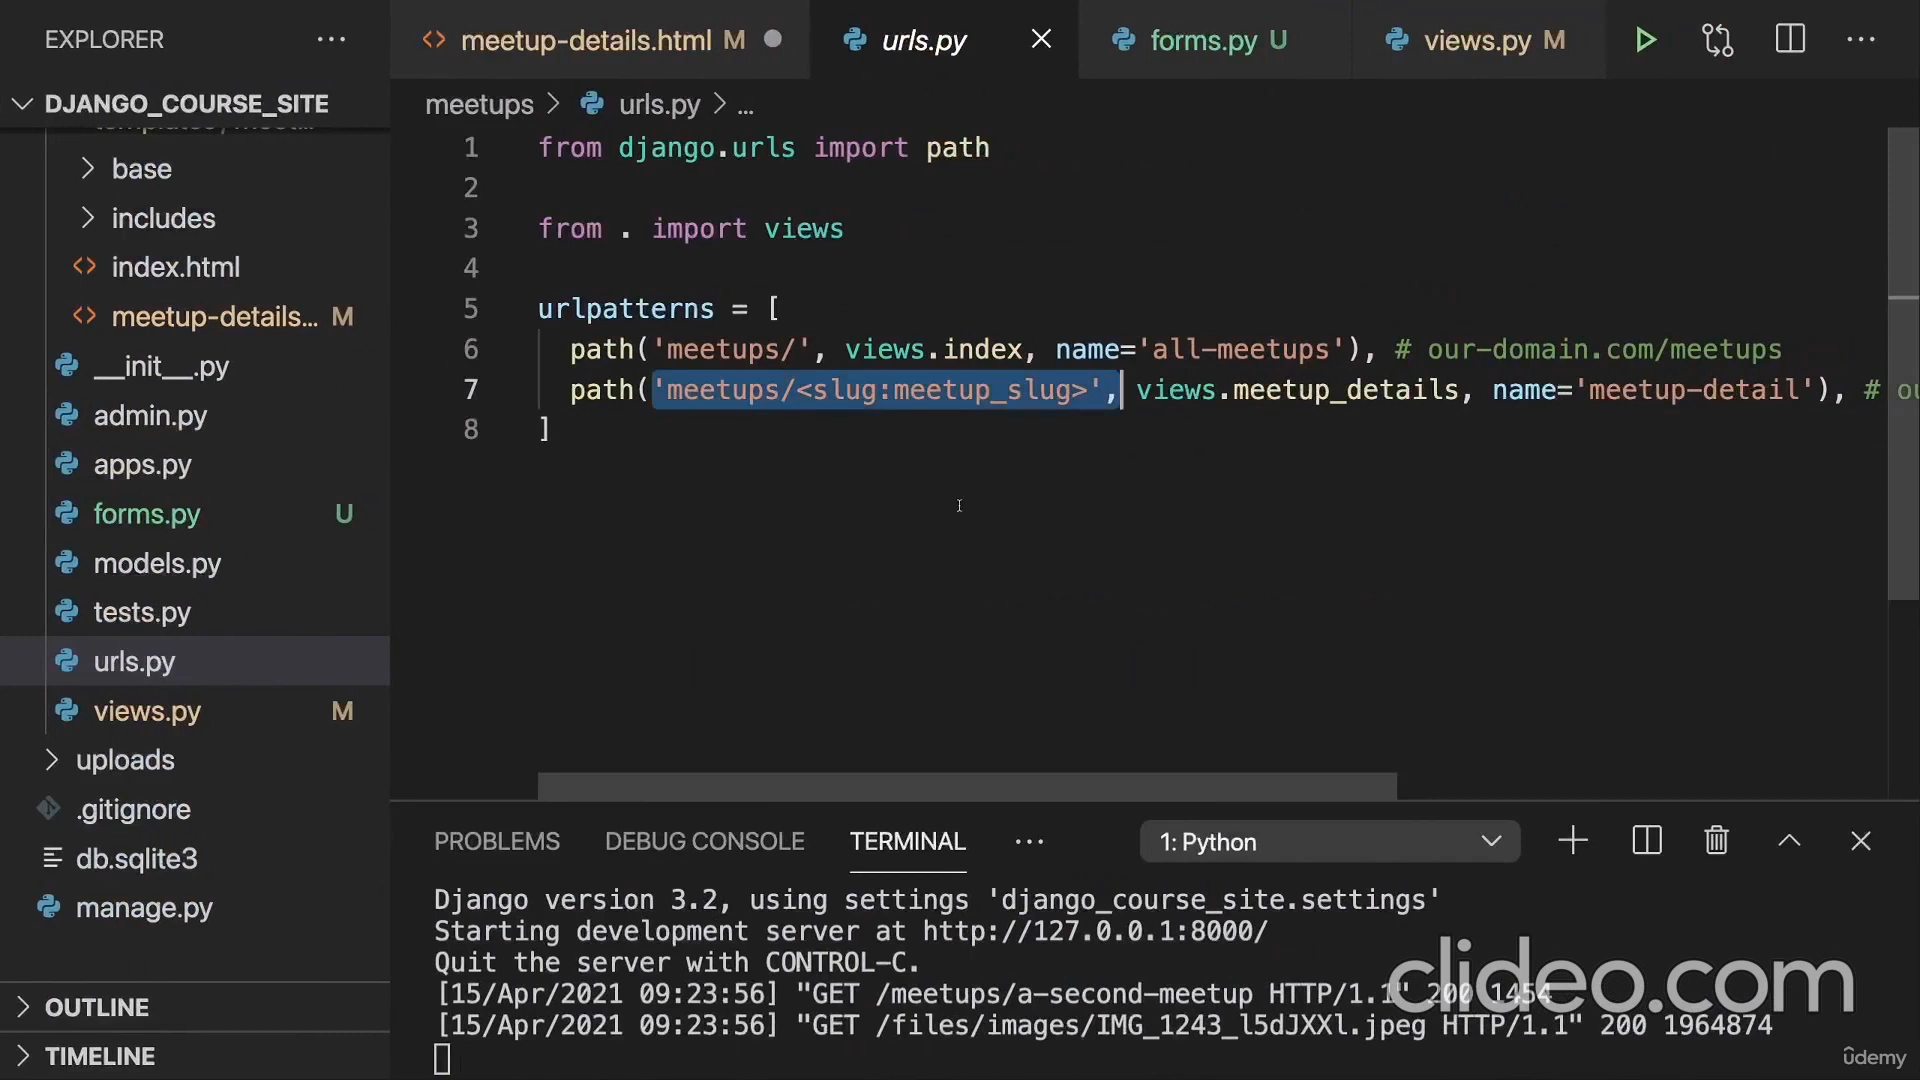 EXPLORER
meetup-details.html M
urls.py
forms.py U
views.py M
DJANGO_COURSE_SITE
meetups > urls.py > ...
base
includes
index.html
meetup-details... M
__init__.py
admin.py
apps.py
forms.py U
models.py
tests.py
urls.py
views.py M
uploads
.gitignore
db.sqlite3
manage.py
OUTLINE
TIMELINE
1 from django.urls import path
2
3 from . import views
4
5 urlpatterns = [
6 path('meetups/', views.index, name='all-meetups'), # our-domain.com/meetups
7 path('meetups/<slug:meetup_slug>', views.meetup_details, name='meetup-detail'), # ou
8 ]
PROBLEMS DEBUG CONSOLE TERMINAL ... 1: Python
Django version 3.2, using settings 'django_course_site.settings'
Starting development server at http://127.0.0.1:8000/
Quit the server with CONTROL-C.
[15/Apr/2021 09:23:56] "GET /meetups/a-second-meetup HTTP/1.1" 200 1454
[15/Apr/2021 09:23:56] "GET /files/images/IMG_1243_l5dJXXl.jpeg HTTP/1.1" 200 1964874
clideo.com
ûdemy